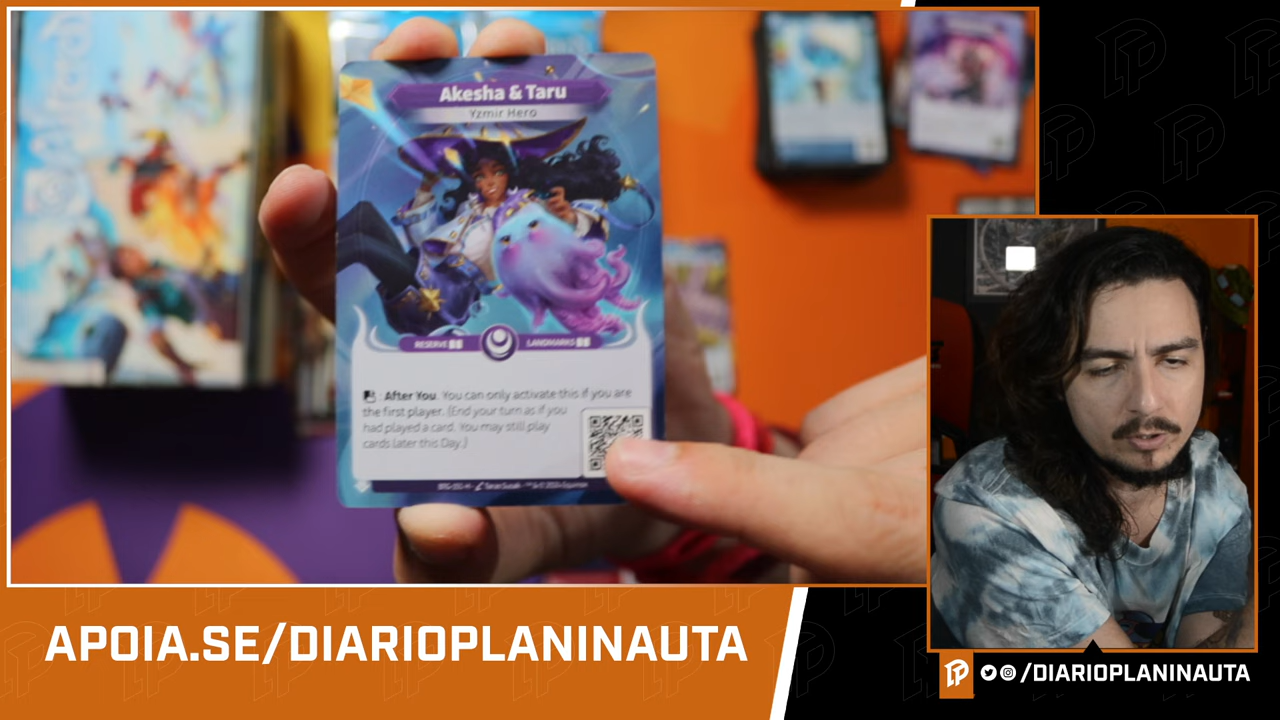 Akesha & Taru
Yzmir Hero
RESERVE 2
LANDMARKS 2
: After You. You can only activate this if you are
the first player. (End your turn as if you
had played a card. You may still play
cards later this Day.)
APOIA.SE/DIARIOPLANINAUTA
/DIARIOPLANINAUTA